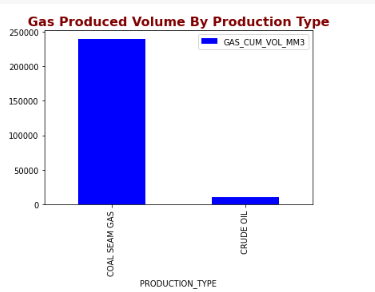 Gas Produced Volume By Production Type
250000
200000
150000
100000
50000
0
GAS_CUM_VOL_MM3
COAL SEAM GAS
CRUDE OIL
PRODUCTION_TYPE